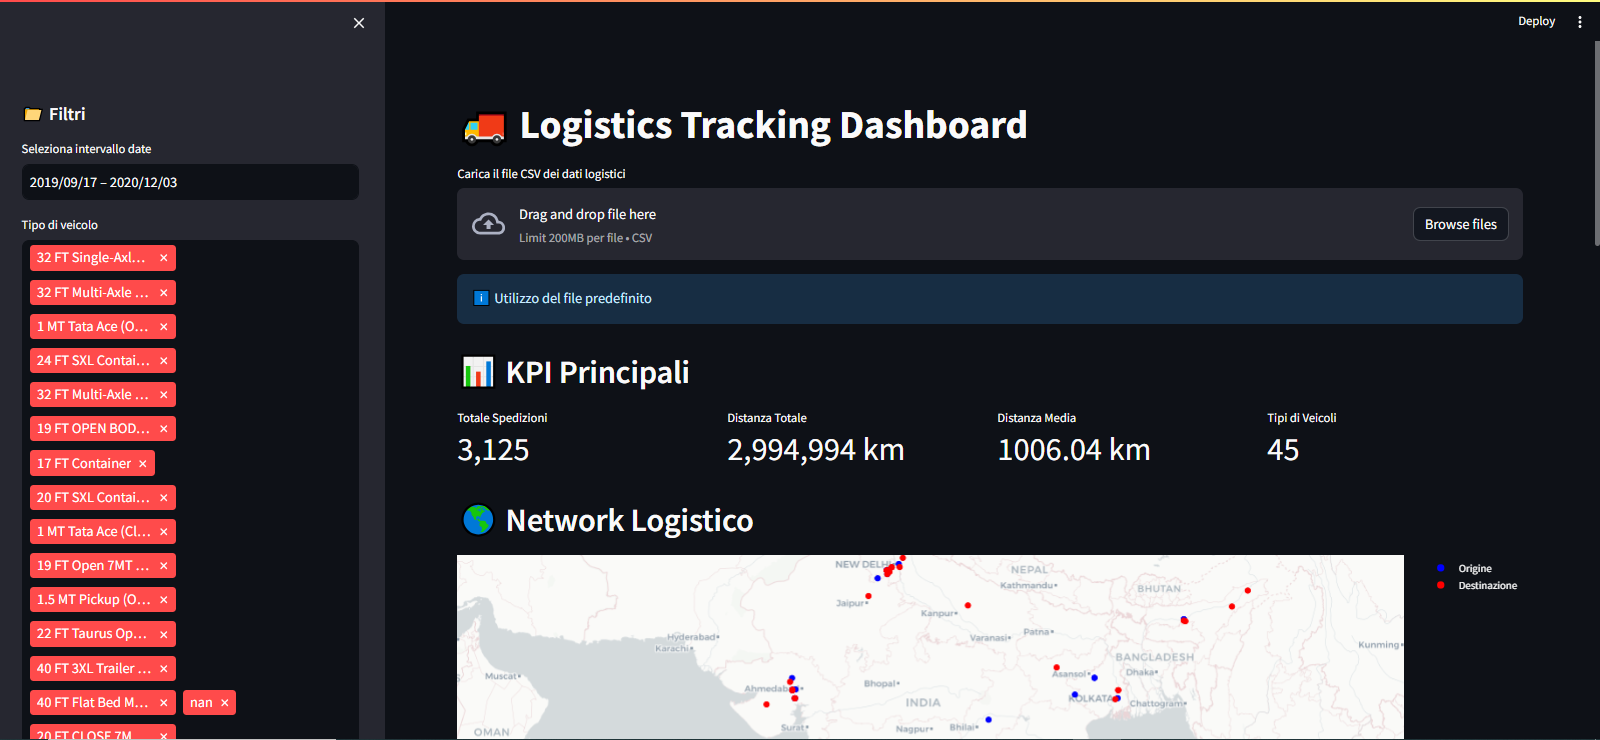 Deploy
Filtri
Seleziona intervallo date
2019/09/17 – 2020/12/03
Tipo di veicolo
32 FT Single-Axl...
32 FT Multi-Axle ...
1 MT Tata Ace (O...
24 FT SXL Contai...
32 FT Multi-Axle ...
19 FT OPEN BOD...
17 FT Container
20 FT SXL Contai...
1 MT Tata Ace (Cl...
19 FT Open 7MT ...
1.5 MT Pickup (O...
22 FT Taurus Op...
40 FT 3XL Trailer ...
40 FT Flat Bed M... nan
20 FT CLOSE 7M...
Logistics Tracking Dashboard
Carica il file CSV dei dati logistici
Drag and drop file here
Limit 200MB per file • CSV
Browse files
Utilizzo del file predefinito
KPI Principali
Totale Spedizioni
3,125
Distanza Totale
2,994,994 km
Distanza Media
1006.04 km
Tipi di Veicoli
45
Network Logistico
Origine
Destinazione
NEW DELHI
NEPAL
Kathmandu
BHUTAN
Jaipur
Kanpur
Hyderabad
Karachi
Varanasi
Patna
Kunming
BANGLADESH
Muscat
Ahmedabad
Bhopal
Asansol
Dhaka
INDIA
KOLKATA
Chattogram
OMAN
Surat
Nagpur
Bhilai